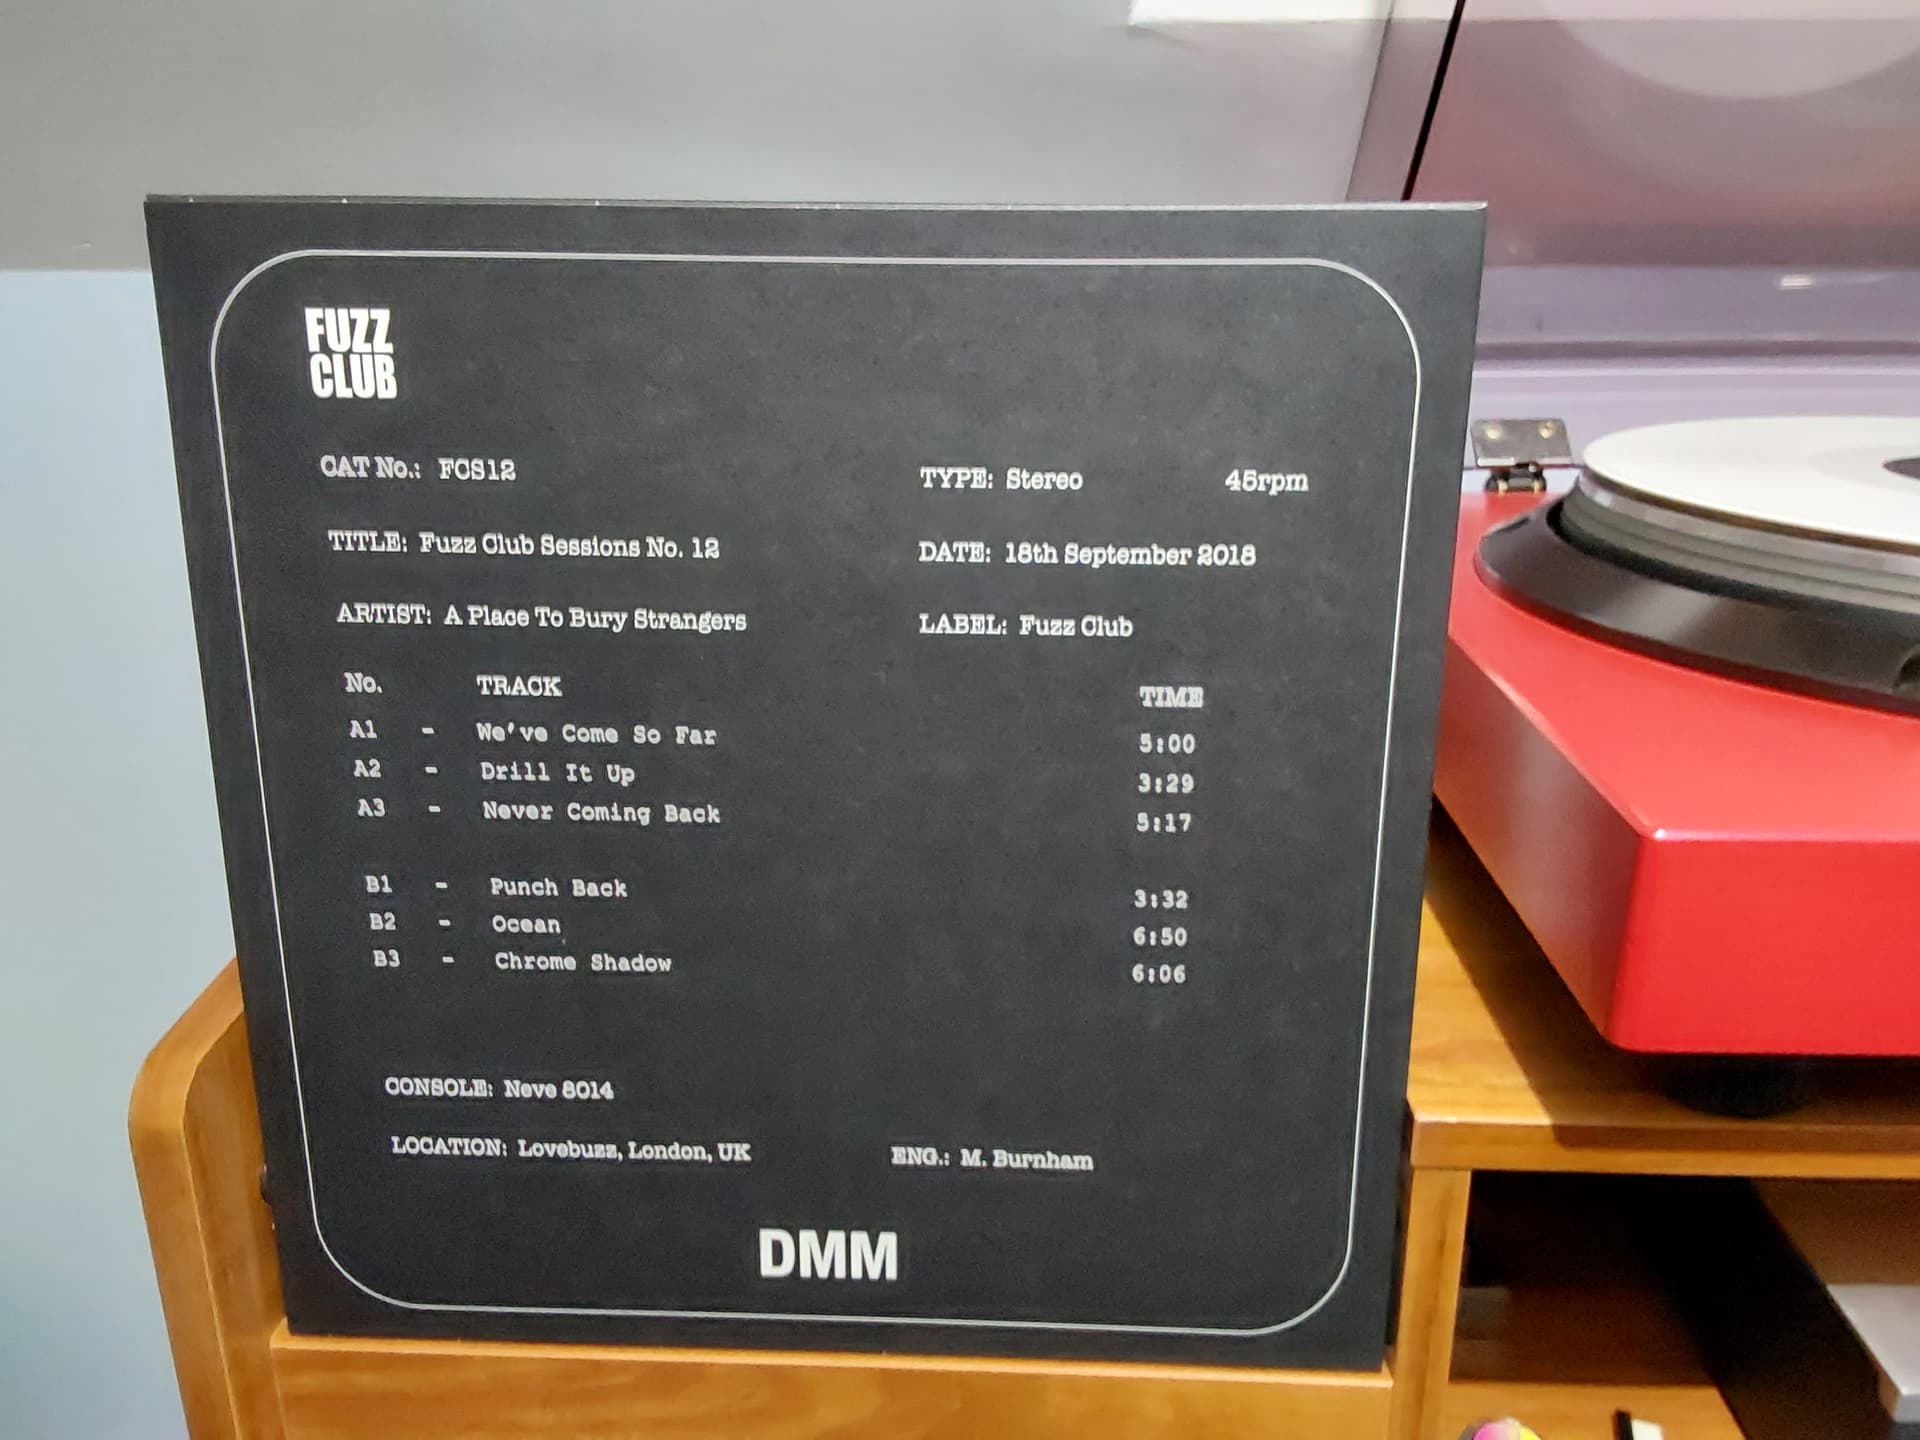 FUZZ
CLUB
CAT No.: FCS12
TYPE: Stereo 45rpm
TITLE: Fuzz Club Sessions No. 12
DATE: 18th September 2018
ARTIST: A Place To Bury Strangers
LABEL: Fuzz Club
No. TRACK TIME
A1 - We've Come So Far 5:00
A2 - Drill It Up 3:29
A3 - Never Coming Back 5:17
B1 - Punch Back 3:32
B2 - Ocean 6:50
B3 - Chrome Shadow 6:06
CONSOLE: Neve 8014
LOCATION: Lovebuzz, London, UK
ENG.: M. Burnham
DMM